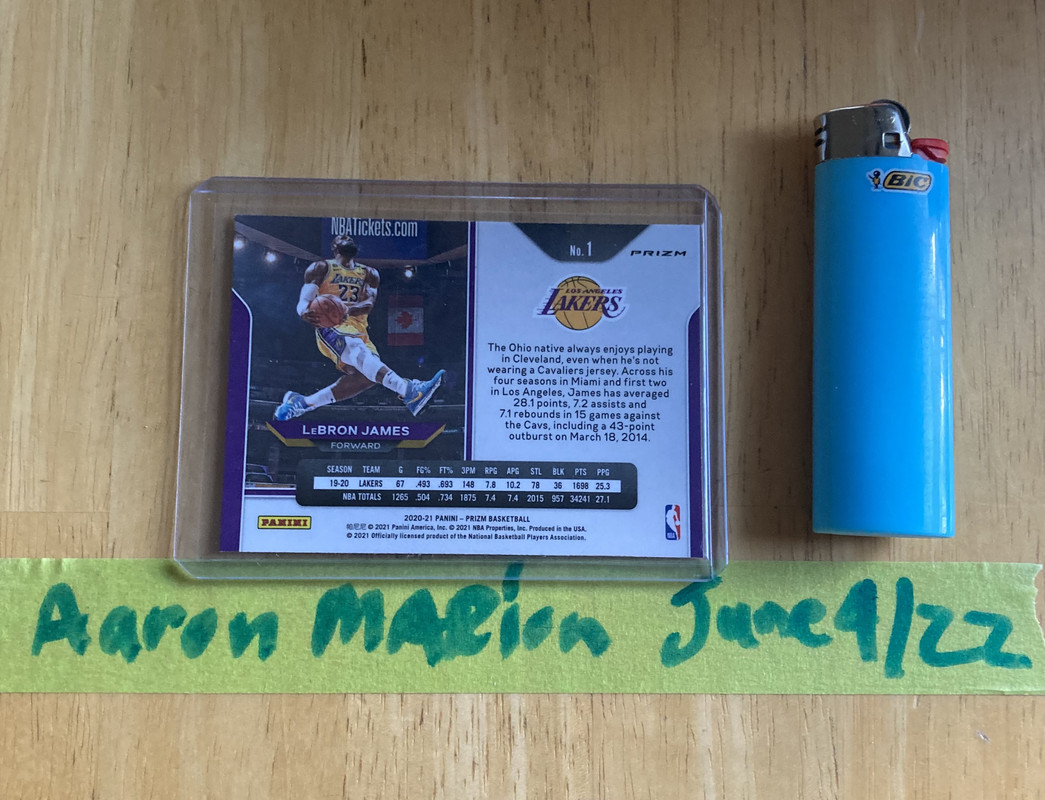 NBATickets.com
LAKERS
23
LeBRON JAMES
FORWARD
No. 1
PRIZM
LOS ANGELES
LAKERS
The Ohio native always enjoys playing
in Cleveland, even when he's not
wearing a Cavaliers jersey. Across his
four seasons in Miami and first two
in Los Angeles, James has averaged
28.1 points, 7.2 assists and
7.1 rebounds in 15 games against
the Cavs, including a 43-point
outburst on March 18, 2014.
SEASON TEAM G FG% FT% 3PM RPG APG STL BLK PTS PPG
19-20 LAKERS 67 .493 .693 148 7.8 10.2 78 36 1698 25.3
NBA TOTALS 1265 .504 .734 1875 7.4 7.4 2015 957 34241 27.1
PANINI
2020-21 PANINI – PRIZM BASKETBALL
帕尼尼 © 2021 Panini America, Inc. © 2021 NBA Properties, Inc. Produced in the USA.
© 2021 Officially licensed product of the National Basketball Players Association.
BIC
Aaron MARion June4/22